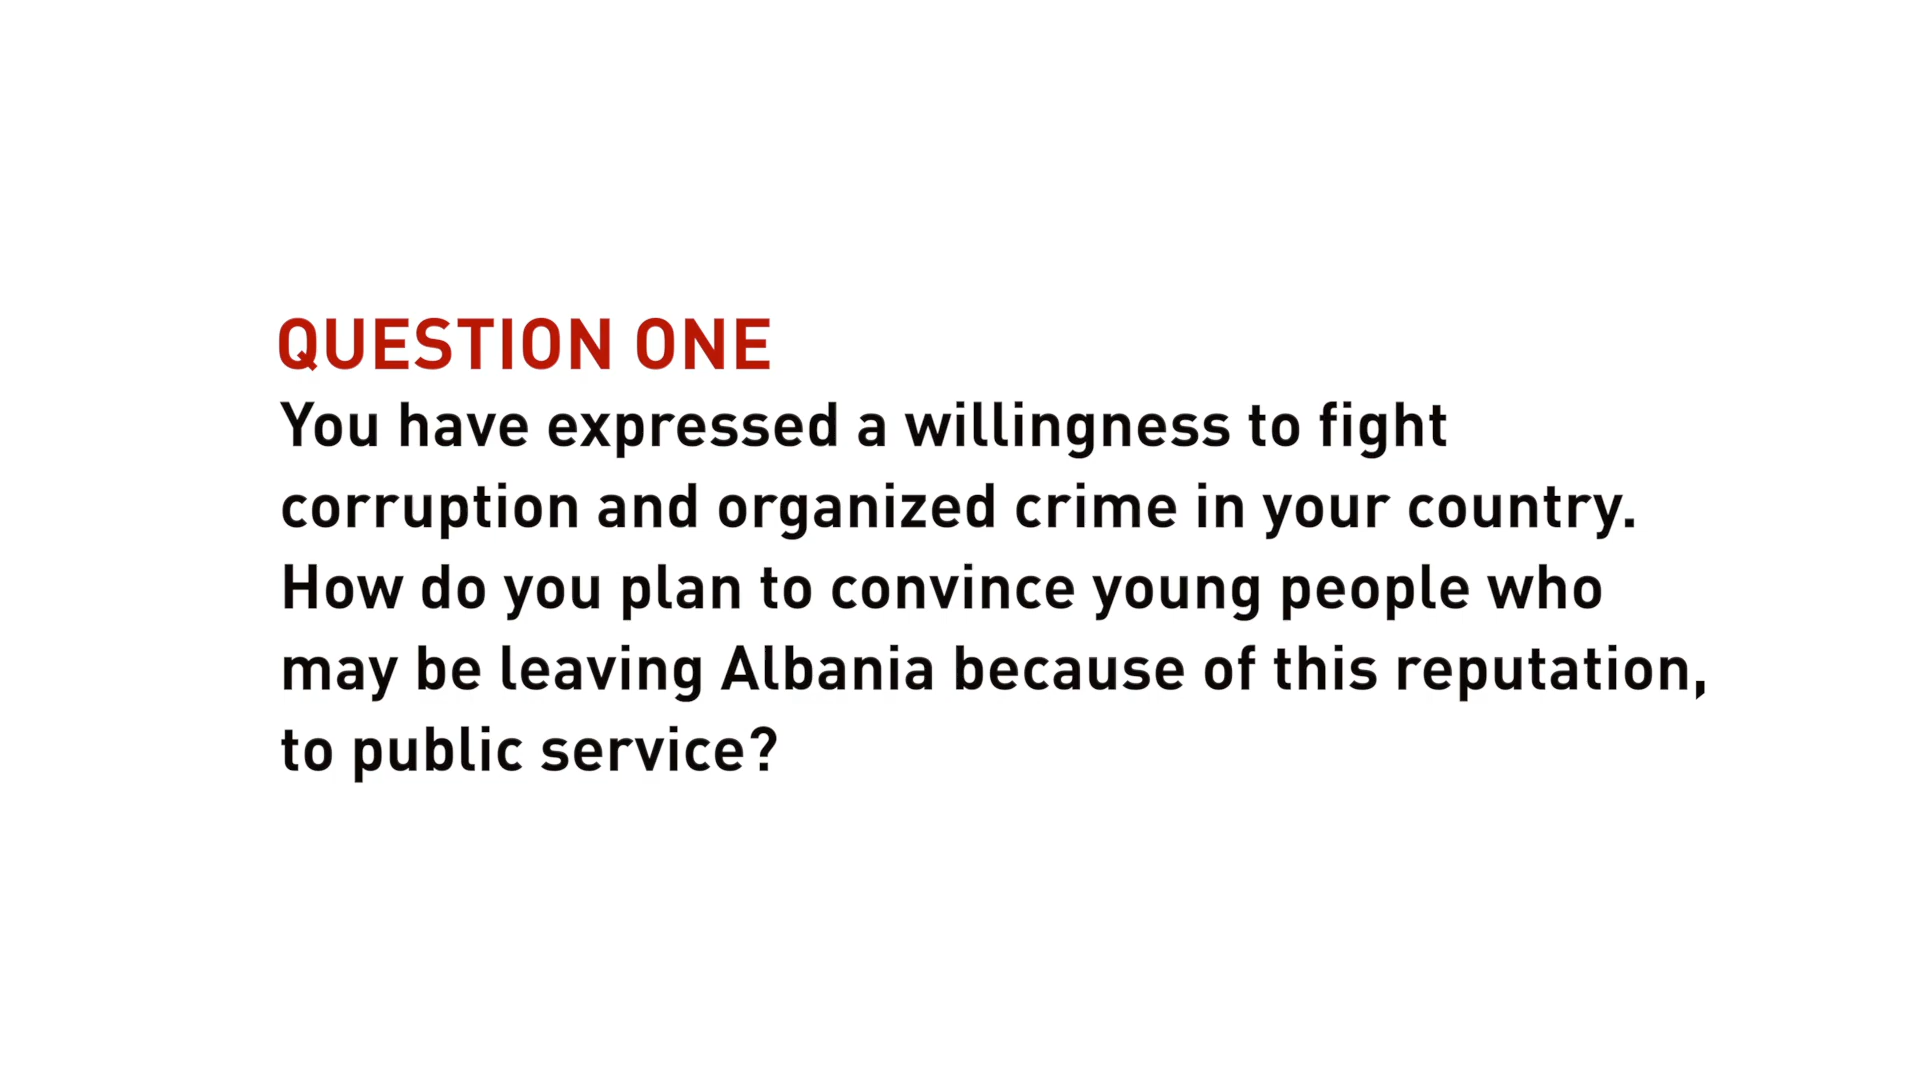 QUESTION ONE
You have expressed a willingness to fight
corruption and organized crime in your country.
How do you plan to convince young people who
may be leaving Albania because of this reputation,
to public service?